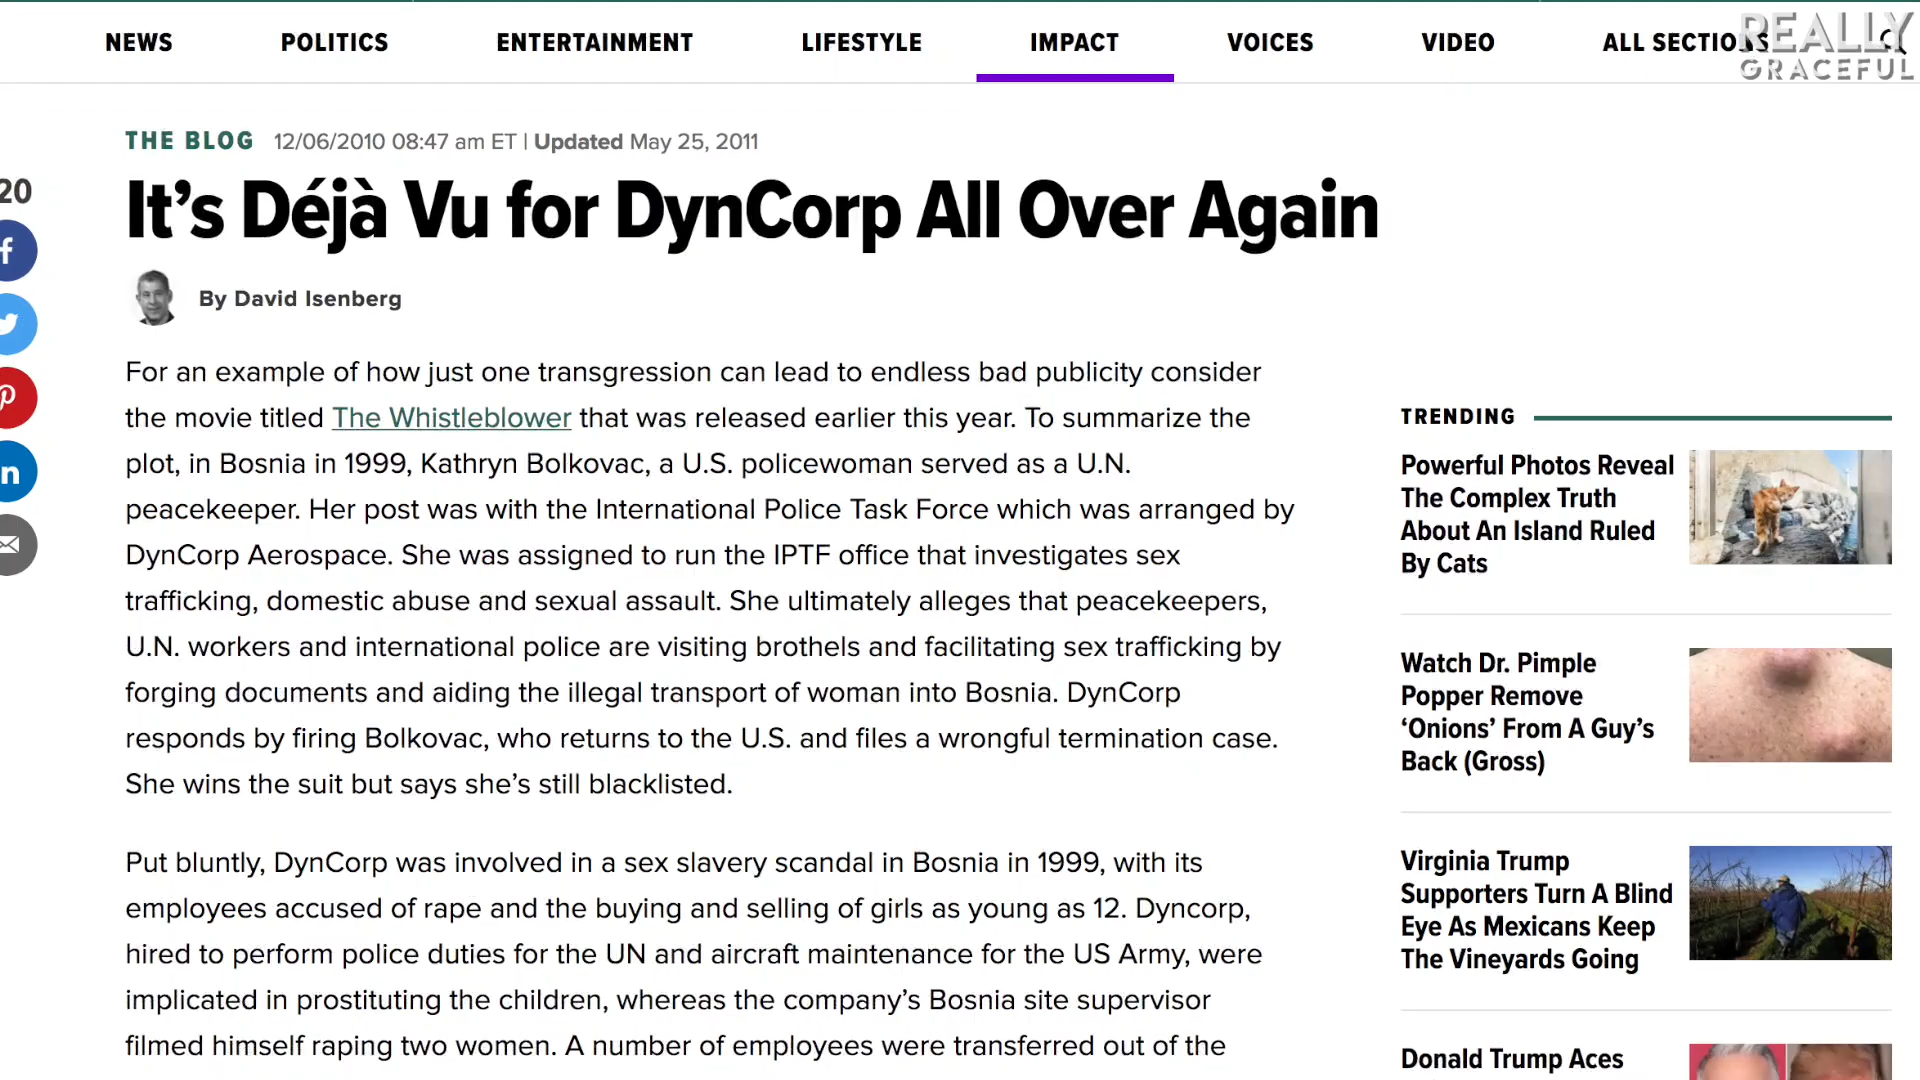 NEWS
POLITICS
ENTERTAINMENT
LIFESTYLE
IMPACT
VOICES
VIDEO
ALL SECTIONS
REALLY
GRACEFUL
THE BLOG 12/06/2010 08:47 am ET | Updated May 25, 2011
20
It’s Déjà Vu for DynCorp All Over Again
By David Isenberg
For an example of how just one transgression can lead to endless bad publicity consider
the movie titled The Whistleblower that was released earlier this year. To summarize the
plot, in Bosnia in 1999, Kathryn Bolkovac, a U.S. policewoman served as a U.N.
peacekeeper. Her post was with the International Police Task Force which was arranged by
DynCorp Aerospace. She was assigned to run the IPTF office that investigates sex
trafficking, domestic abuse and sexual assault. She ultimately alleges that peacekeepers,
U.N. workers and international police are visiting brothels and facilitating sex trafficking by
forging documents and aiding the illegal transport of woman into Bosnia. DynCorp
responds by firing Bolkovac, who returns to the U.S. and files a wrongful termination case.
She wins the suit but says she’s still blacklisted.
Put bluntly, DynCorp was involved in a sex slavery scandal in Bosnia in 1999, with its
employees accused of rape and the buying and selling of girls as young as 12. Dyncorp,
hired to perform police duties for the UN and aircraft maintenance for the US Army, were
implicated in prostituting the children, whereas the company’s Bosnia site supervisor
filmed himself raping two women. A number of employees were transferred out of the
TRENDING
Powerful Photos Reveal
The Complex Truth
About An Island Ruled
By Cats
Watch Dr. Pimple
Popper Remove
‘Onions’ From A Guy’s
Back (Gross)
Virginia Trump
Supporters Turn A Blind
Eye As Mexicans Keep
The Vineyards Going
Donald Trump Aces